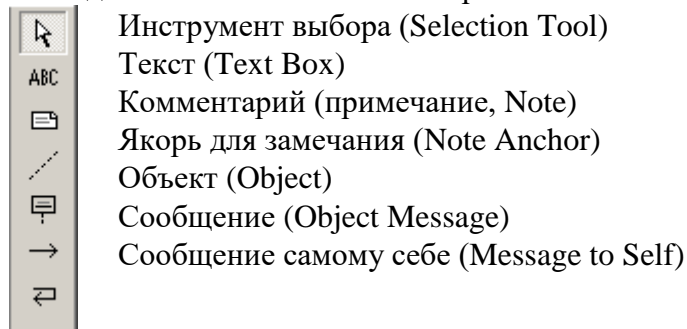 Инструмент выбора (Selection Tool)
ABC Текст (Text Box)
Комментарий (примечание, Note)
Якорь для замечания (Note Anchor)
Объект (Object)
Сообщение (Object Message)
Сообщение самому себе (Message to Self)